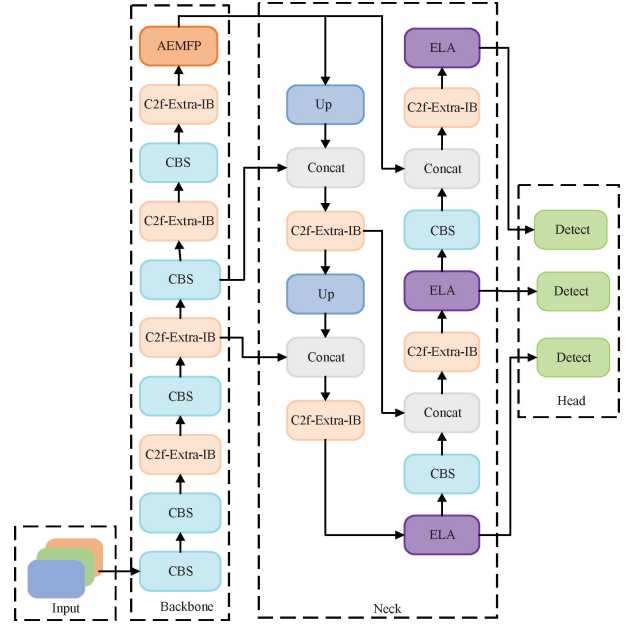 AEMFP
C2f-Extra-IB
CBS
C2f-Extra-IB
CBS
C2f-Extra-IB
CBS
C2f-Extra-IB
CBS
CBS
Input
Backbone
Up
Concat
C2f-Extra-IB
Up
Concat
C2f-Extra-IB
ELA
C2f-Extra-IB
Concat
CBS
ELA
C2f-Extra-IB
Concat
CBS
ELA
Neck
Detect
Detect
Detect
Head